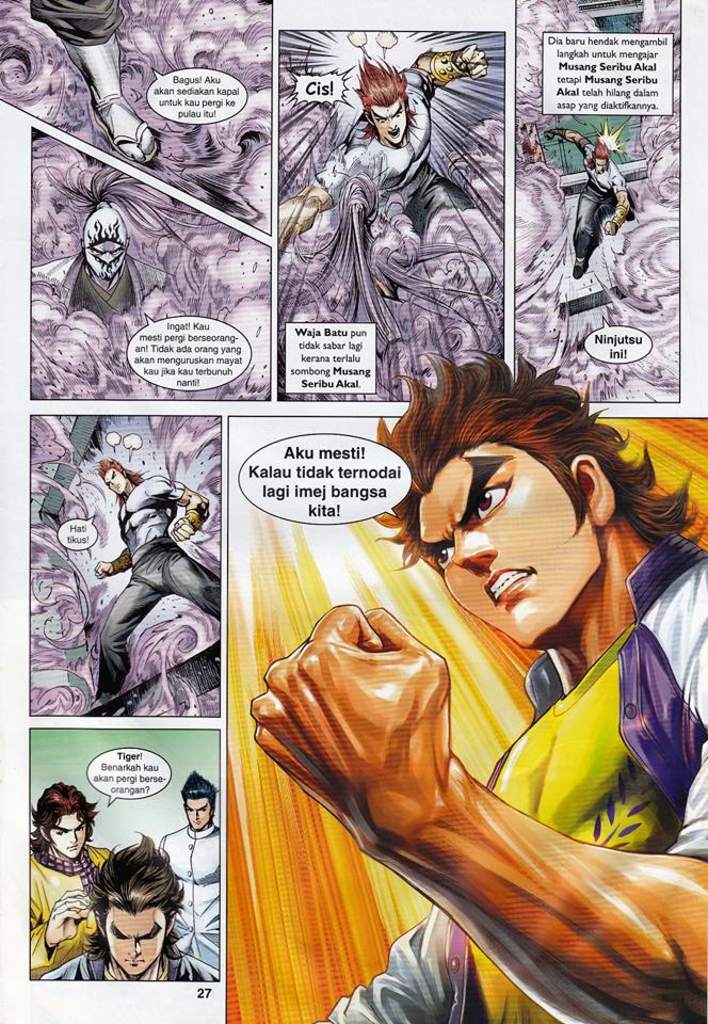 Bagus! Aku
akan sediakan kapal
untuk kau pergi ke
pulau itu!
Ingat! Kau
mesti pergi berseorang-
an! Tidak ada orang yang
akan menguruskan mayat
kau jika kau terbunuh
nanti!
Cis!
Waja Batu pun
tidak sabar lagi
kerana terlalu
sombong Musang
Seribu Akal.
Dia baru hendak mengambil
langkah untuk mengajar
Musang Seribu Akal
tetapi Musang Seribu
Akal telah hilang dalam
asap yang diaktifkannya.
Ninjutsu
ini!
Hati
tikus!
Tiger!
Benarkah kau
akan pergi berse-
orangan?
Aku mesti!
Kalau tidak ternodai
lagi imej bangsa
kita!
27